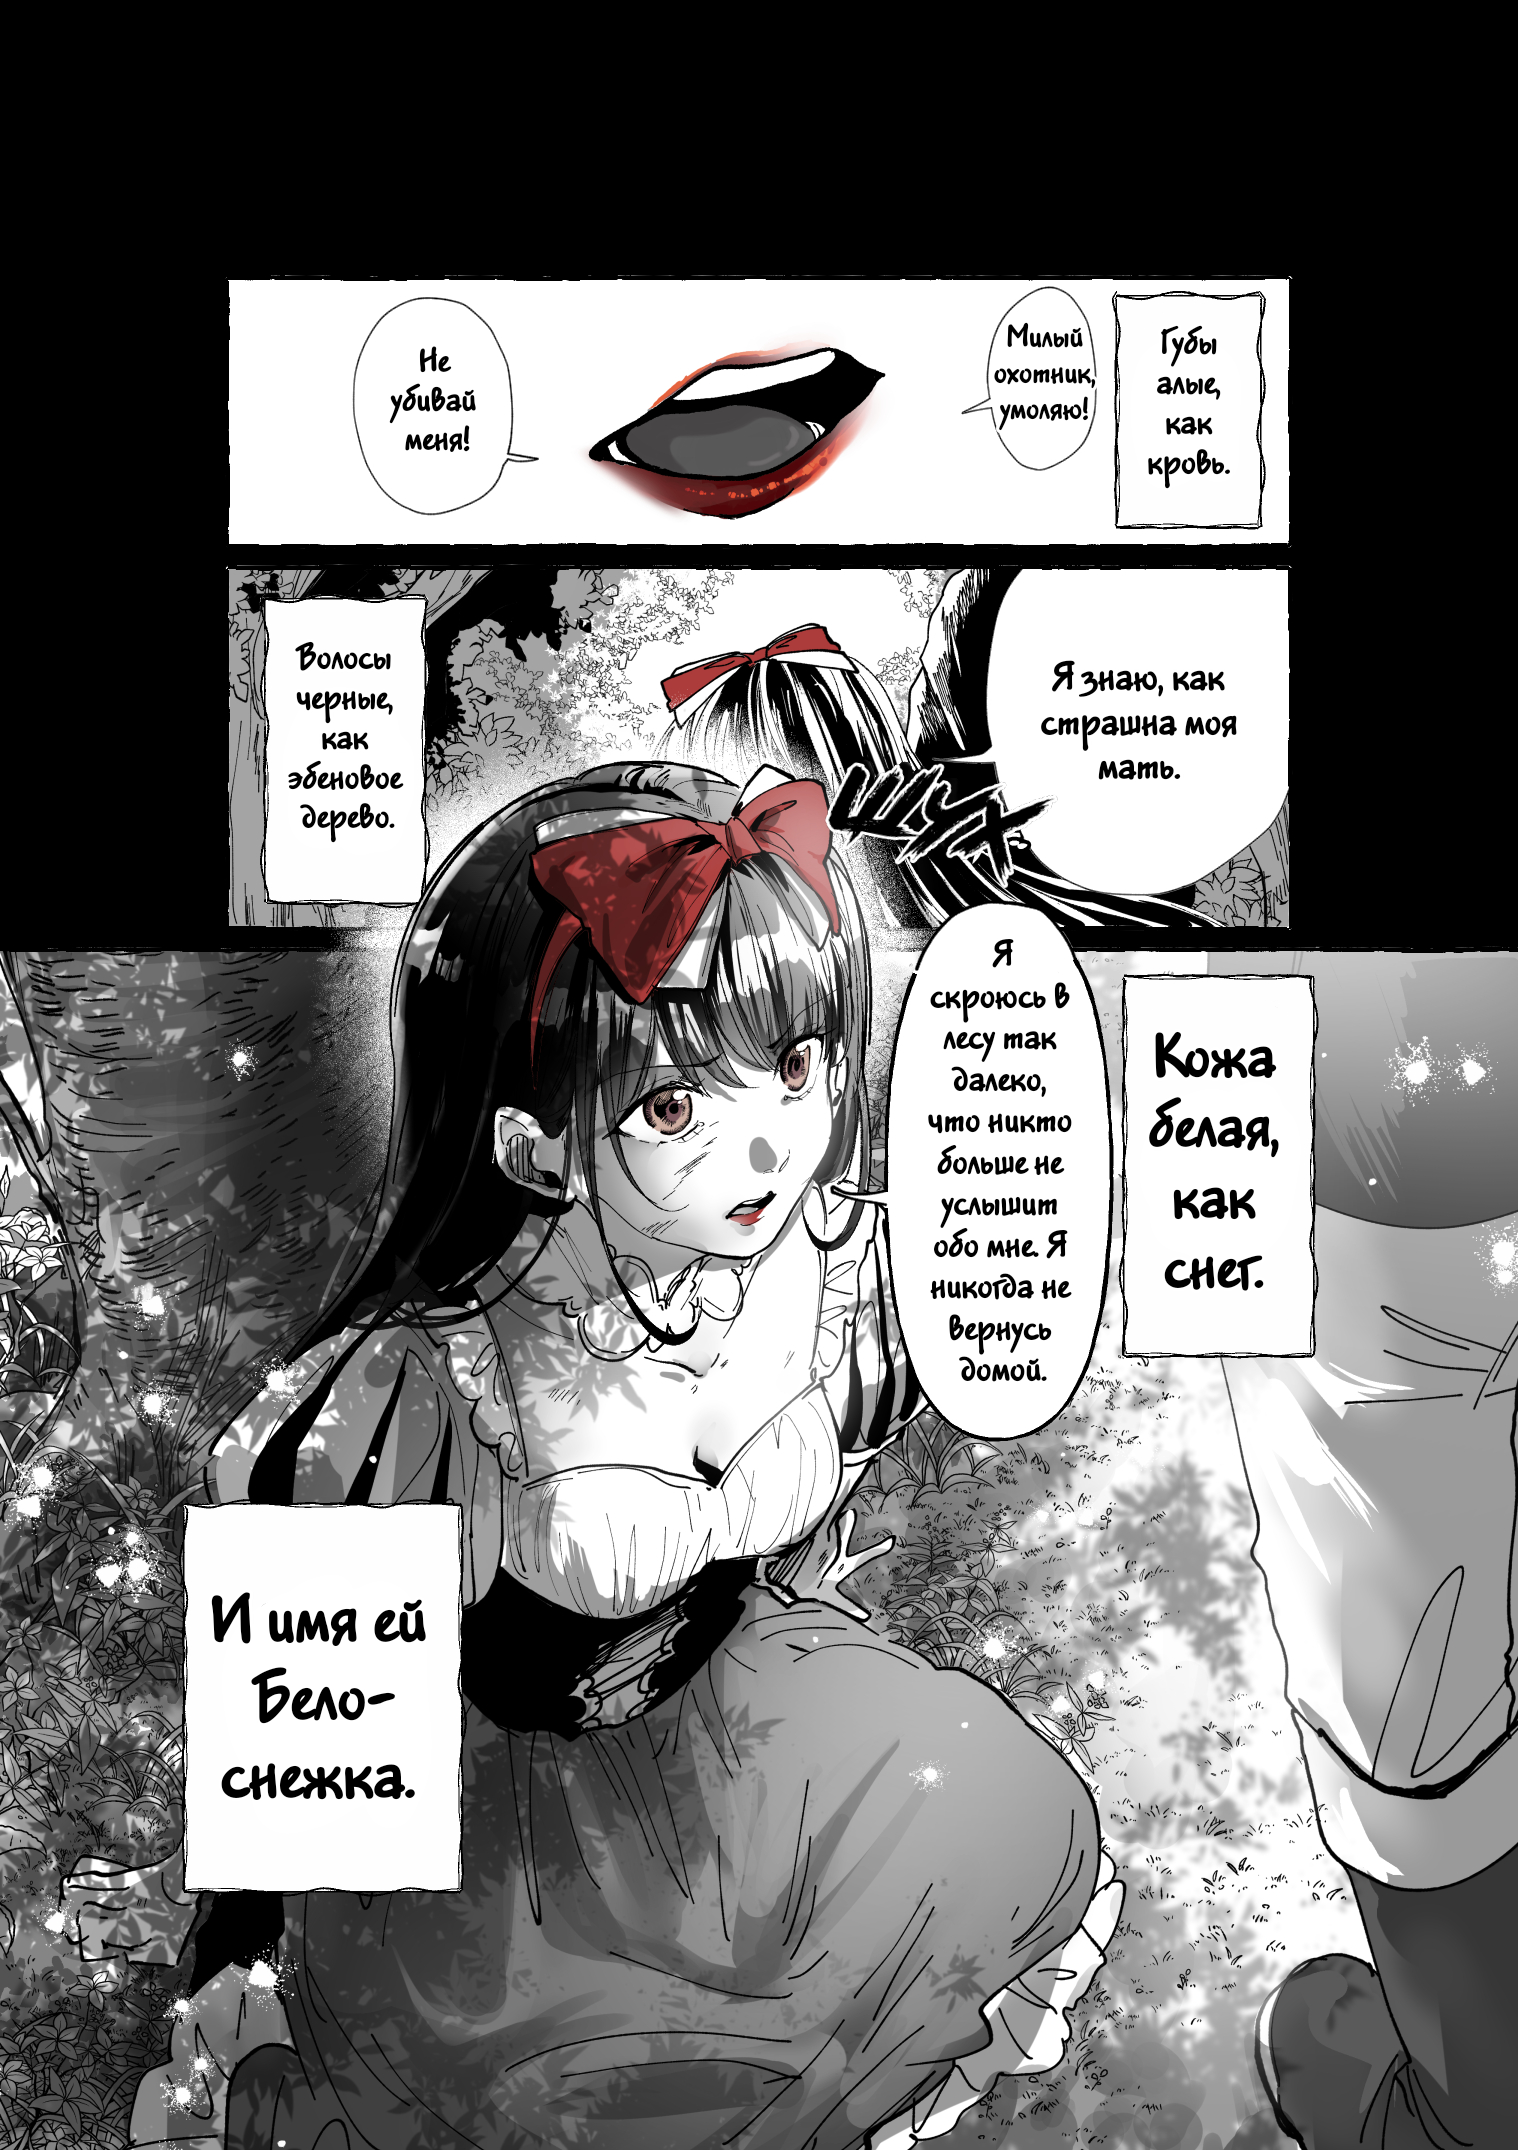 Губы
алые,
как
кровь.
Милый
охотник,
умоляю!
Не
убивай
меня!
Я знаю, как
страшна моя
мать.
ШУХ
Волосы
черные,
как
эбеновое
дерево.
Кожа
белая,
как
снег.
Я
скроюсь в
лесу так
далеко,
что никто
больше не
услышит
обо мне. Я
никогда не
вернусь
домой.
И имя ей
Бело-
снежка.